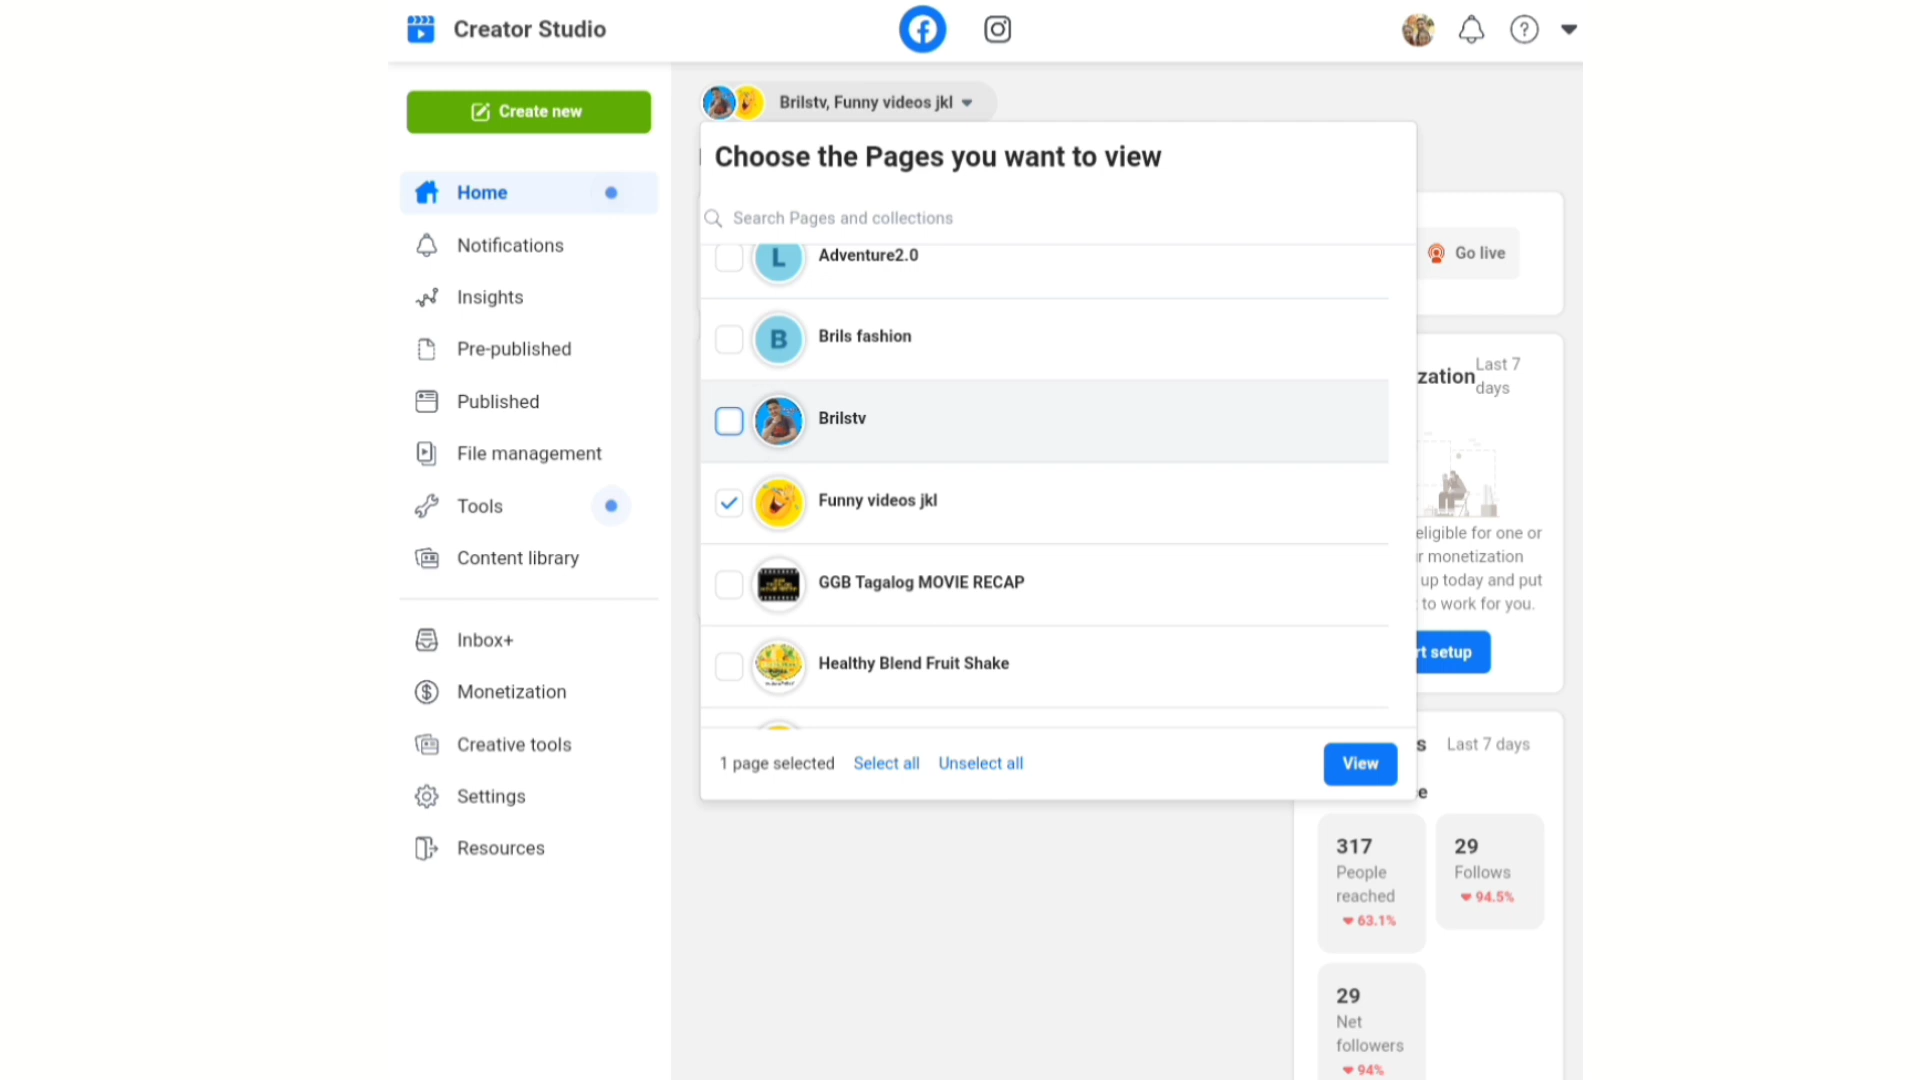 Creator Studio
Create new
Home
Notifications
Insights
Pre-published
Published
File management
Tools
Content library
Inbox+
Monetization
Creative tools
Settings
Resources
Brilstv, Funny videos jkl
Choose the Pages you want to view
Search Pages and collections
L Adventure2.0
B Brils fashion
Brilstv
Funny videos jkl
GGB Tagalog MOVIE RECAP
Healthy Blend Fruit Shake
1 page selected Select all Unselect all View
Go live
zation Last 7
days
eligible for one or
r monetization
up today and put
to work for you.
rt setup
s Last 7 days
e
317
People
reached
63.1%
29
Follows
94.5%
29
Net
followers
94%